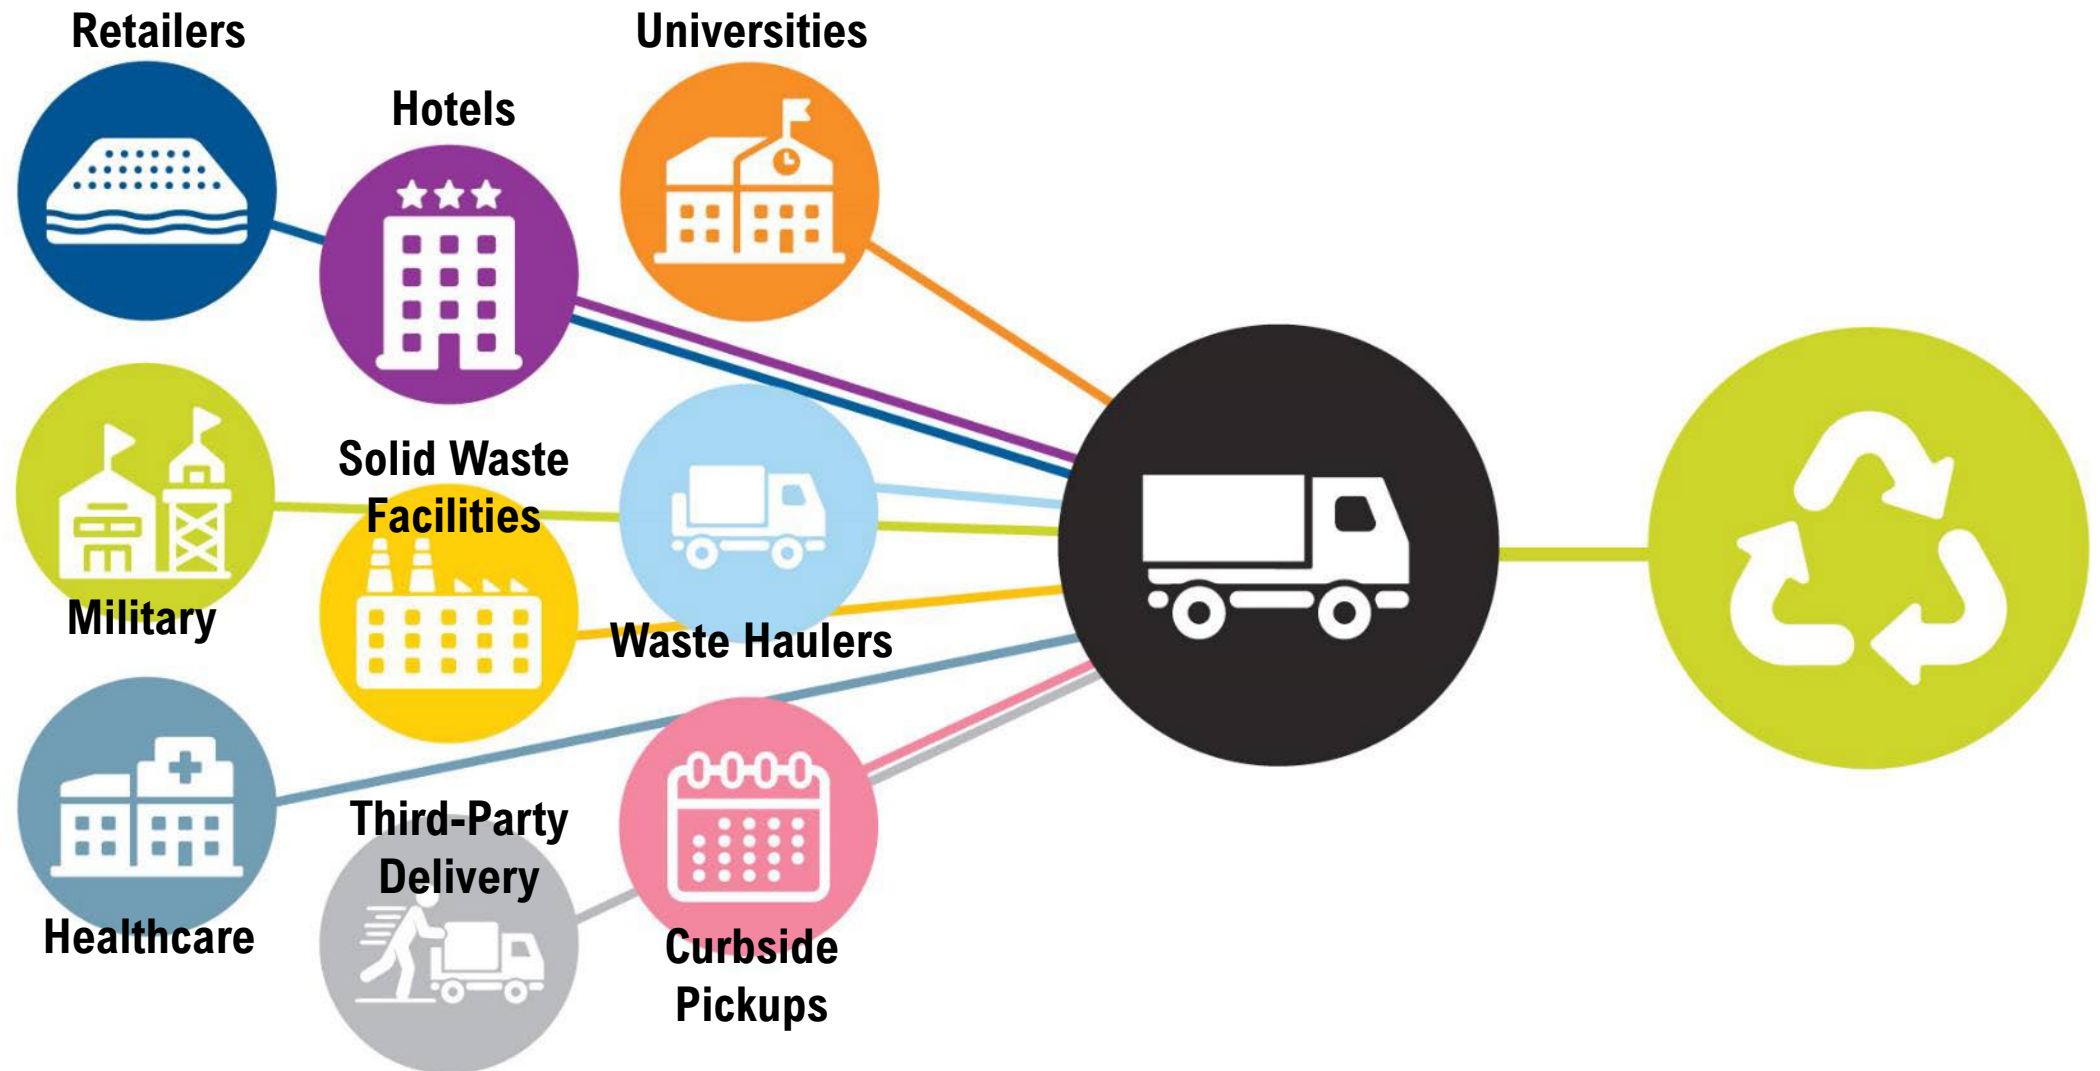 Retailers
Universities
Hotels
Solid Waste
Facilities
Military
Waste Haulers
Third-Party
Delivery
Healthcare
Curbside
Pickups